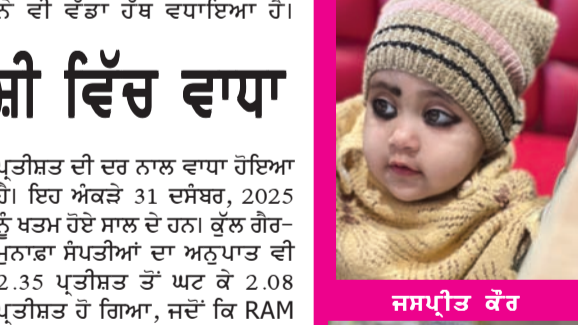 ਨੇ ਵੀ ਵੱਡਾ ਹੱਥ ਵਧਾਇਆ ਹੈ।
ਵਿੱਚ ਵਾਧਾ
ਪ੍ਰਤੀਸ਼ਤ ਦੀ ਦਰ ਨਾਲ ਵਾਧਾ ਹੋਇਆ
ਹੈ। ਇਹ ਅੰਕੜੇ 31 ਦਸੰਬਰ, 2025
ਨੂੰ ਖਤਮ ਹੋਏ ਸਾਲ ਦੇ ਹਨ। ਕੁੱਲ ਗੈਰ-
ਮੁਨਾਫ਼ਾ ਸੰਪਤੀਆਂ ਦਾ ਅਨੁਪਾਤ ਵੀ
2.35 ਪ੍ਰਤੀਸ਼ਤ ਤੋਂ ਘਟ ਕੇ 2.08
ਪ੍ਰਤੀਸ਼ਤ ਹੋ ਗਿਆ, ਜਦੋਂ ਕਿ RAM
ਜਸਪ੍ਰੀਤ ਕੌਰ